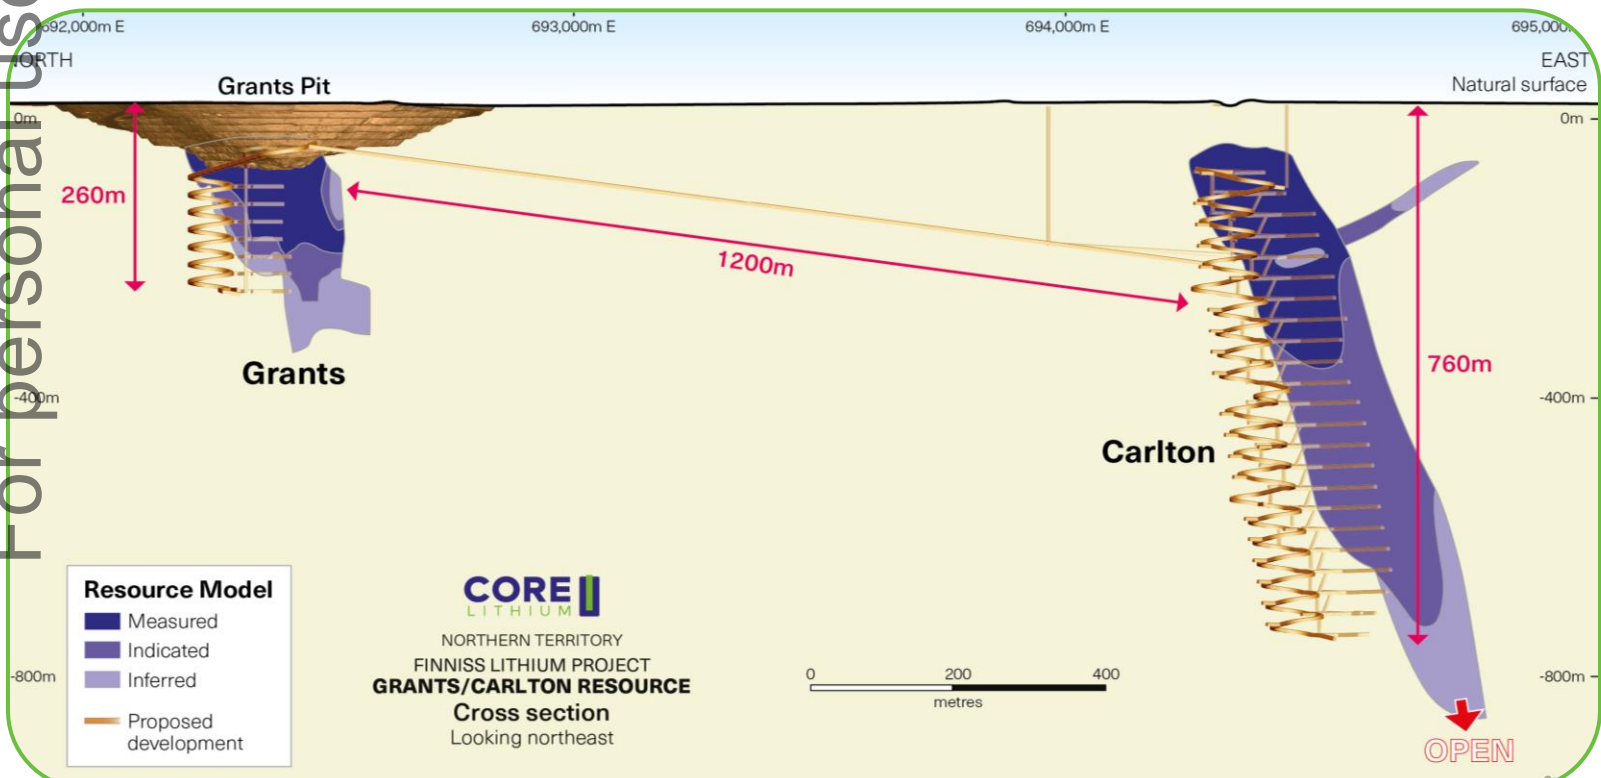 692,000m E
693,000m E
694,000m E
695,000m
NORTH
EAST
Grants Pit
Natural surface
0m
0m
260m
1200m
760m
Grants
-400m
-400m
Carlton
For personal use
Resource Model
Measured
Indicated
Inferred
Proposed
development
CORE
LITHIUM
NORTHERN TERRITORY
FINNISS LITHIUM PROJECT
GRANTS/CARLTON RESOURCE
Cross section
Looking northeast
0 200 400
metres
-800m
-800m
OPEN